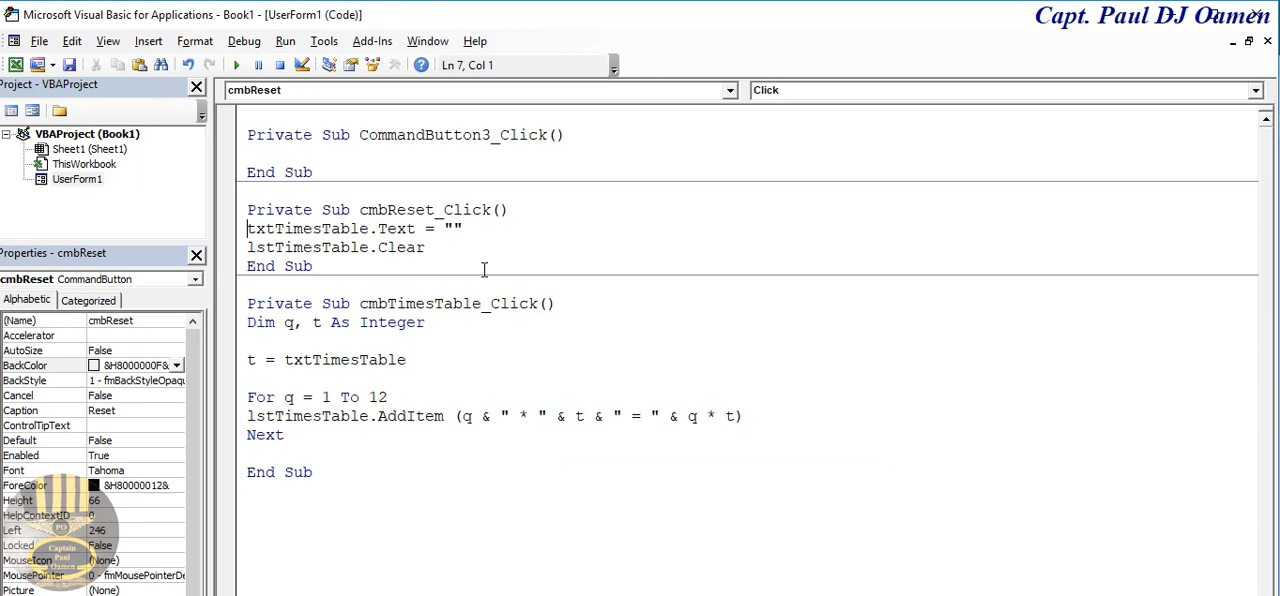 Microsoft Visual Basic for Applications - Book1 - [UserForm1 (Code)]
Capt. Paul DJ Oamen
File Edit View Insert Format Debug Run Tools Add-Ins Window Help
Ln 7, Col 1
Project - VBAProject
cmbReset
Click
VBAProject (Book1)
Sheet1 (Sheet1)
ThisWorkbook
UserForm1
Properties - cmbReset
cmbReset CommandButton
Alphabetic Categorized
(Name) cmbReset
Accelerator
AutoSize False
BackColor &H8000000F&
BackStyle 1 - fmBackStyleOpaqu
Cancel False
Caption Reset
ControlTipText
Default False
Enabled True
Font Tahoma
ForeColor &H80000012&
Height 66
HelpContextID 0
Left 246
Locked False
MouseIcon (None)
MousePointer 0 - fmMousePointerDe
Picture (None)
PO
Captain
Paul
Oamen
Private Sub CommandButton3_Click()
End Sub
Private Sub cmbReset_Click()
txtTimesTable.Text = ""
lstTimesTable.Clear
End Sub
Private Sub cmbTimesTable_Click()
Dim q, t As Integer
t = txtTimesTable
For q = 1 To 12
lstTimesTable.AddItem (q & " * " & t & " = " & q * t)
Next
End Sub